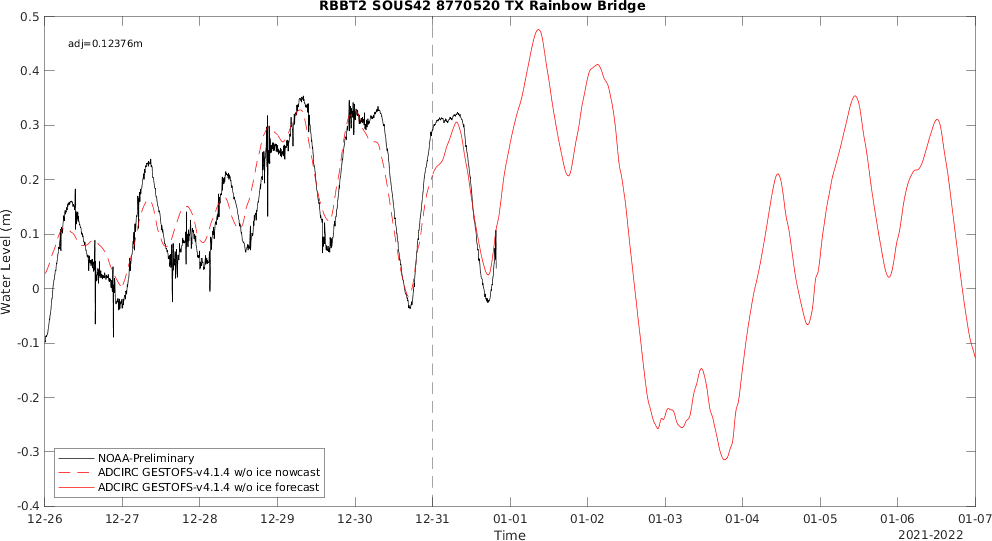 RBBT2 SOUS42 8770520 TX Rainbow Bridge
0.5
adj=0.12376m
0.4
0.3
0.2
0.1
0
-0.1
-0.2
-0.3
-0.4
Water Level (m)
NOAA-Preliminary
ADCIRC GESTOFS-v4.1.4 w/o ice nowcast
ADCIRC GESTOFS-v4.1.4 w/o ice forecast
12-26 12-27 12-28 12-29 12-30 12-31 01-01 01-02 01-03 01-04 01-05 01-06 01-07
Time
2021-2022